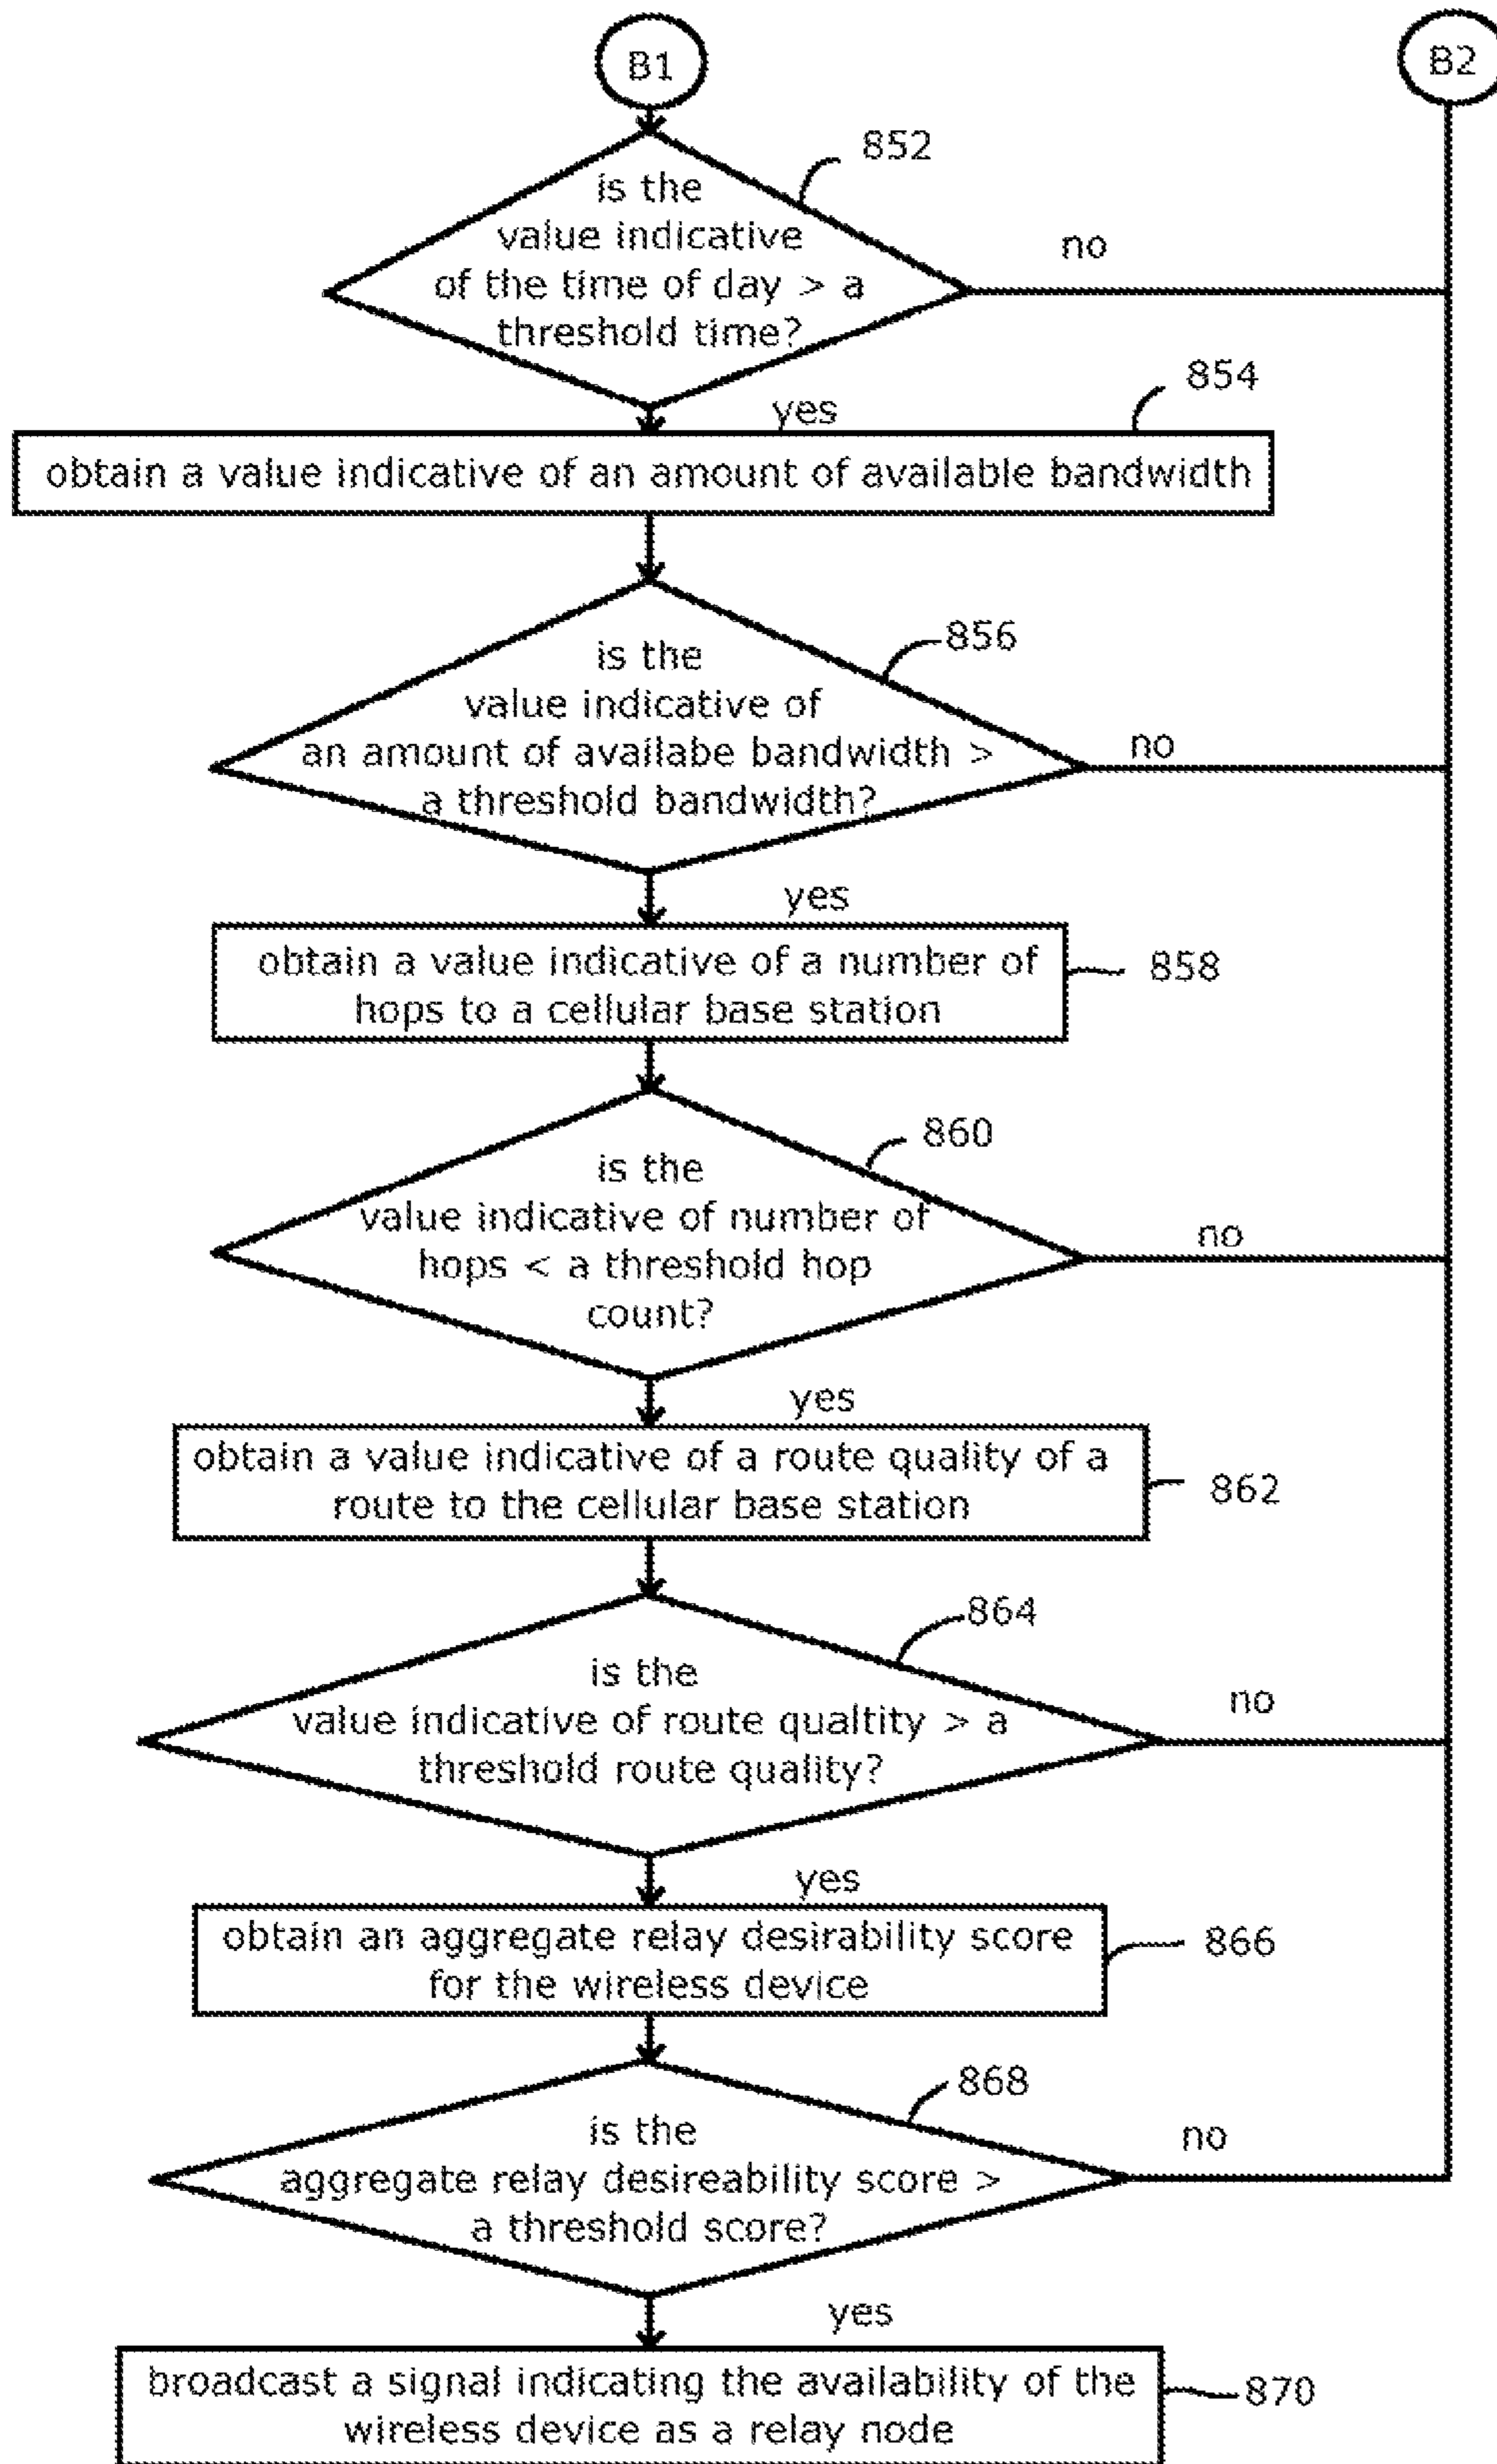 B1
B2
852
is the
value indicative
of the time of day > a
threshold time?
no
yes
854
obtain a value indicative of an amount of available bandwidth
856
is the
value indicative of
an amount of availabe bandwidth >
a threshold bandwidth?
no
yes
obtain a value indicative of a number of
hops to a cellular base station
858
860
is the
value indicative of number of
hops < a threshold hop
count?
no
yes
obtain a value indicative of a route quality of a
route to the cellular base station
862
864
is the
value indicative of route qualtity > a
threshold route quality?
no
yes
obtain an aggregate relay desirability score
for the wireless device
866
868
is the
aggregate relay desireability score >
a threshold score?
no
yes
broadcast a signal indicating the availability of the
wireless device as a relay node
870